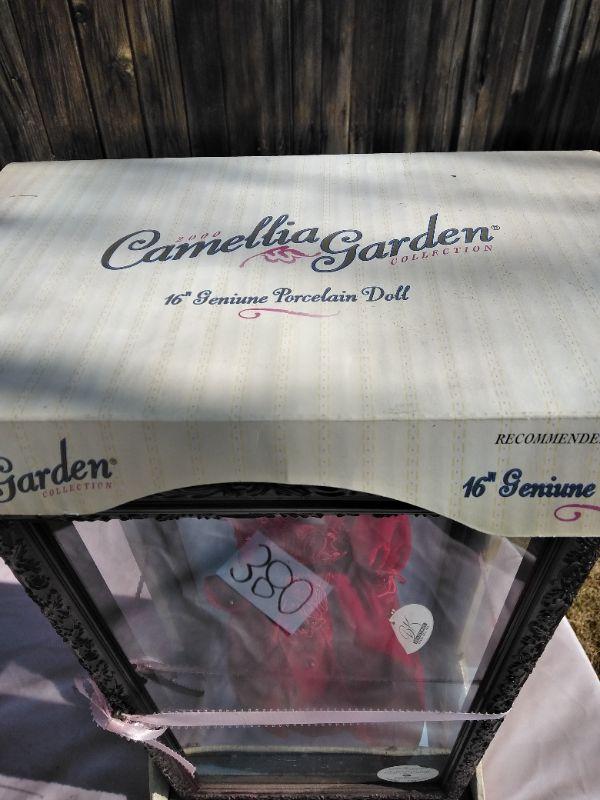 2000
Camellia Garden®
COLLECTION
16" Geniune Porcelain Doll
RECOMMENDE
Garden®
COLLECTION
16" Geniune
380